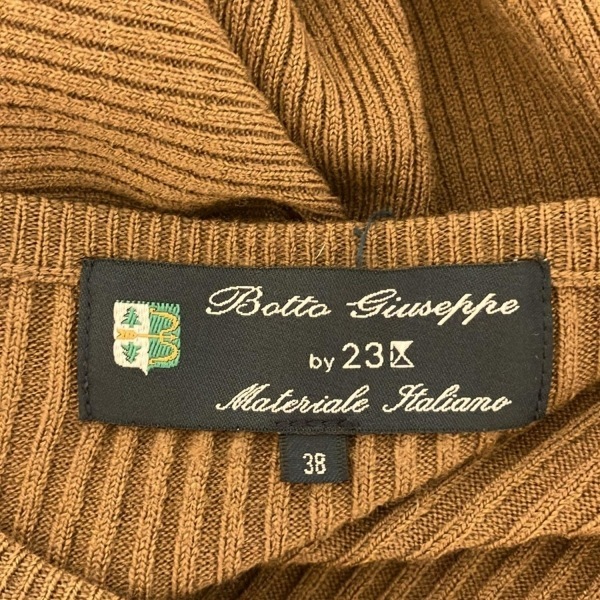 Botto Giuseppe
by 23区
Materiale Italiano
38